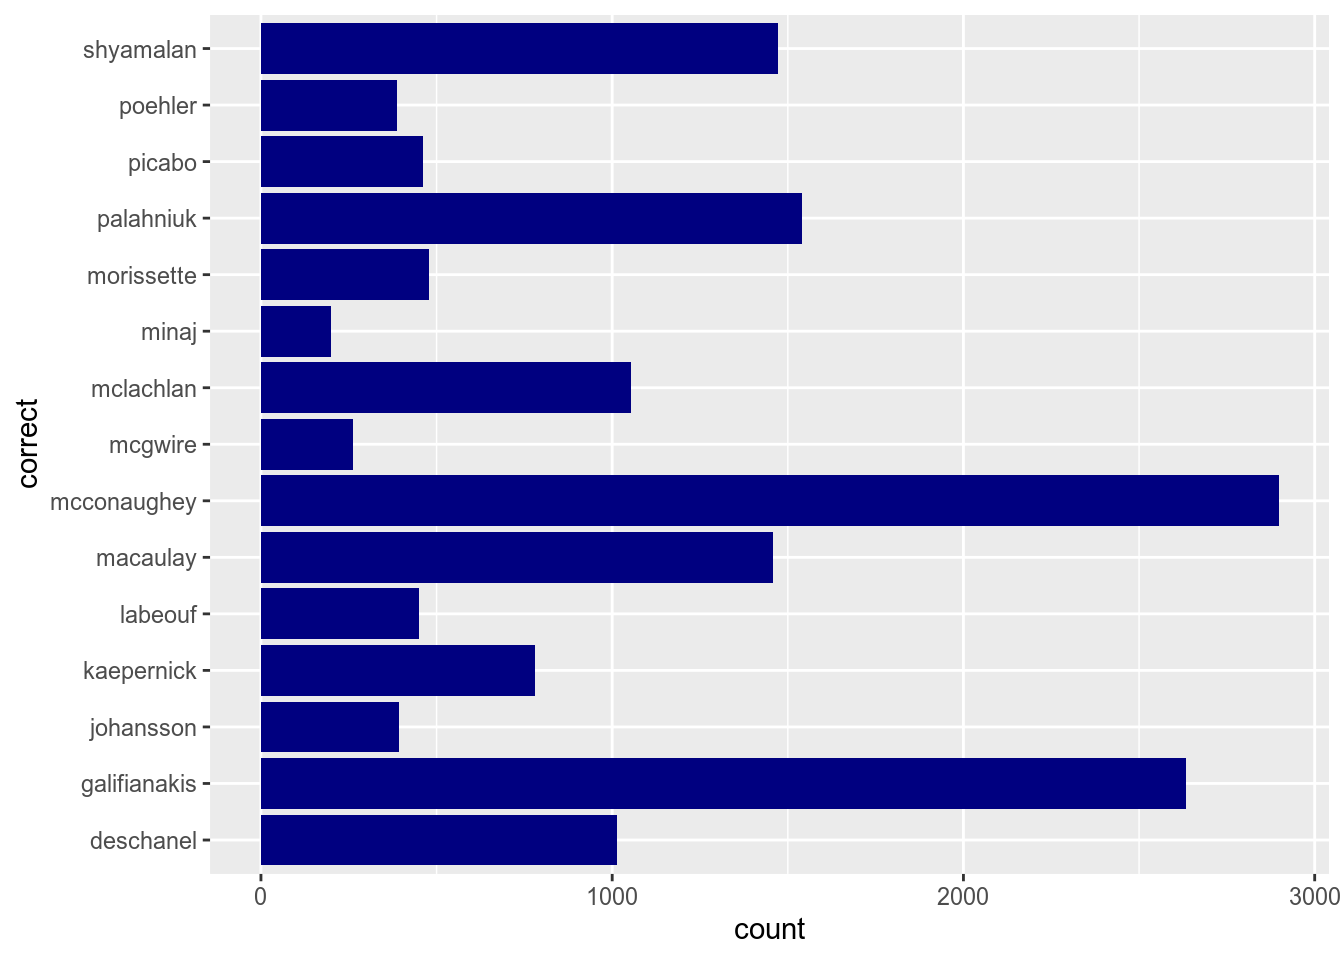 shyamalan
poehler
picabo
palahniuk
morissette
minaj
mclachlan
mcgwire
mcconaughey
macaulay
labeouf
kaepernick
johansson
galifianakis
deschanel
correct
0 1000 2000 3000
count